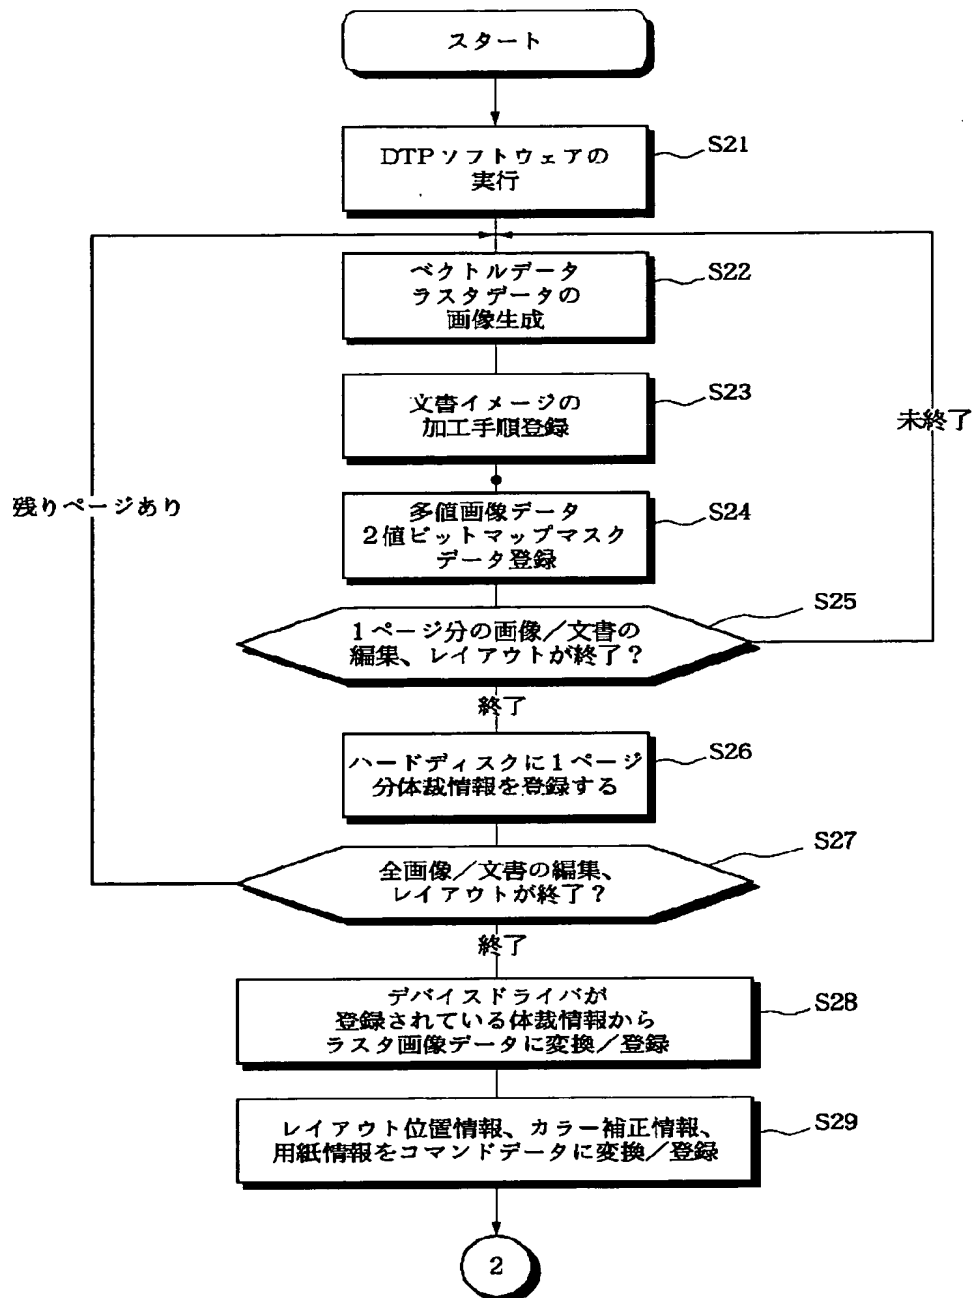 スタート
S21
DTPソフトウェアの
実行
S22
ベクトルデータ
ラスタデータの
画像生成
S23
文書イメージの
加工手順登録
未終了
残りページあり
S24
多値画像データ
2値ビットマップマスク
データ登録
S25
1ページ分の画像/文書の
編集、レイアウトが終了?
終了
S26
ハードディスクに1ページ
分体裁情報を登録する
S27
全画像/文書の編集、
レイアウトが終了?
終了
S28
デバイスドライバが
登録されている体裁情報から
ラスタ画像データに変換/登録
S29
レイアウト位置情報、カラー補正情報、
用紙情報をコマンドデータに変換/登録
2